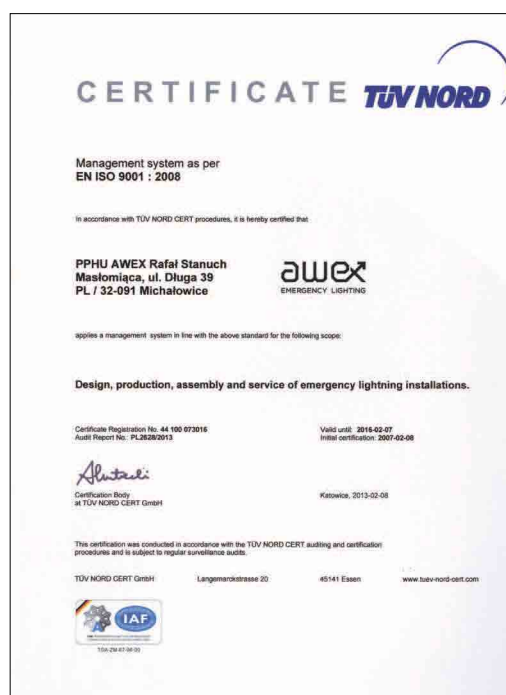 CERTIFICATE TÜV NORD
Management system as per
EN ISO 9001 : 2008
In accordance with TÜV NORD CERT procedures, it is hereby certified that
PPHU AWEX Rafał Stanuch
Masłomiąca, ul. Długa 39
PL / 32-091 Michałowice
awex
EMERGENCY LIGHTING
applies a management system in line with the above standard for the following scope:
Design, production, assembly and service of emergency lightning installations.
Certificate Registration No. 44 100 073016
Audit Report No.: PL2628/2013
Valid until: 2016-02-07
Initial certification: 2007-02-08
Certification Body
at TÜV NORD CERT GmbH
Katowice, 2013-02-08
This certification was conducted in accordance with the TÜV NORD CERT auditing and certification
procedures and is subject to regular surveillance audits.
TÜV NORD CERT GmbH Langemarckstrasse 20 45141 Essen www.tuev-nord-cert.com
IAF